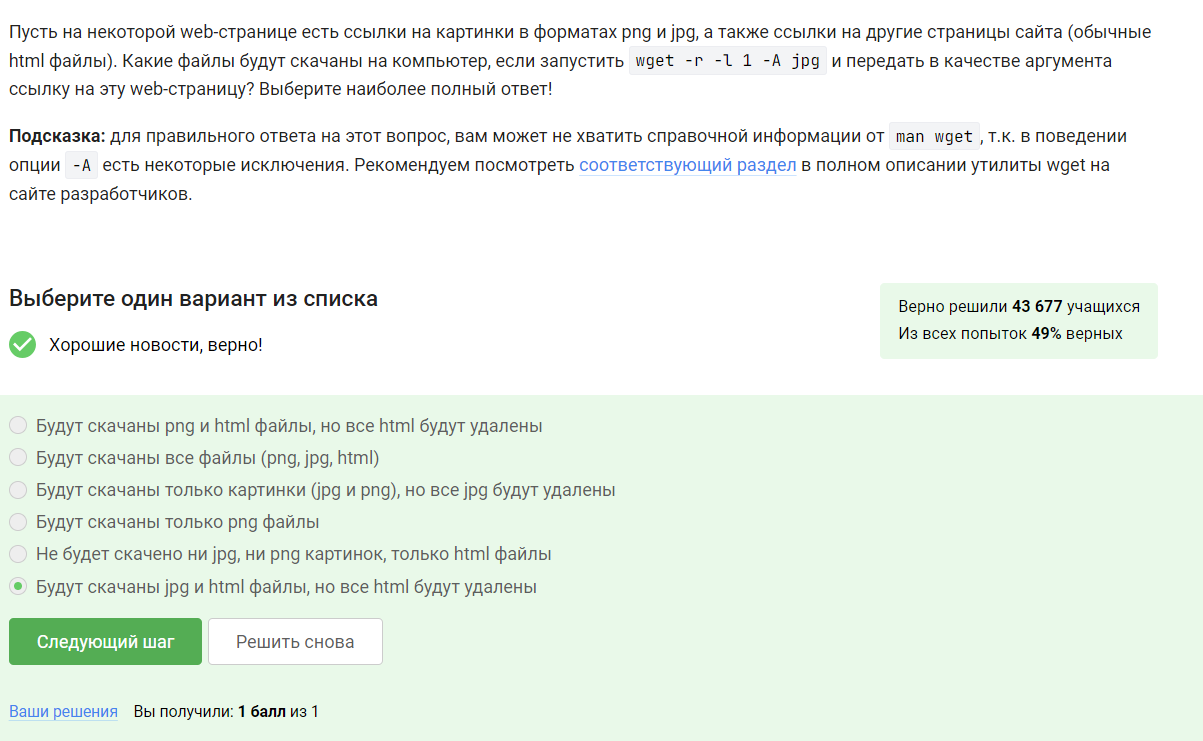 Пусть на некоторой web-странице есть ссылки на картинки в форматах png и jpg, а также ссылки на другие страницы сайта (обычные
html файлы). Какие файлы будут скачаны на компьютер, если запустить wget -r -l 1 -A jpg и передать в качестве аргумента
ссылку на эту web-страницу? Выберите наиболее полный ответ!
Подсказка: для правильного ответа на этот вопрос, вам может не хватить справочной информации от man wget, т.к. в поведении
опции -A есть некоторые исключения. Рекомендуем посмотреть соответствующий раздел в полном описании утилиты wget на
сайте разработчиков.
Выберите один вариант из списка
Хорошие новости, верно!
Верно решили 43 677 учащихся
Из всех попыток 49% верных
Будут скачаны png и html файлы, но все html будут удалены
Будут скачаны все файлы (png, jpg, html)
Будут скачаны только картинки (jpg и png), но все jpg будут удалены
Будут скачаны только png файлы
Не будет скачено ни jpg, ни png картинок, только html файлы
Будут скачаны jpg и html файлы, но все html будут удалены
Следующий шаг
Решить снова
Ваши решения Вы получили: 1 балл из 1